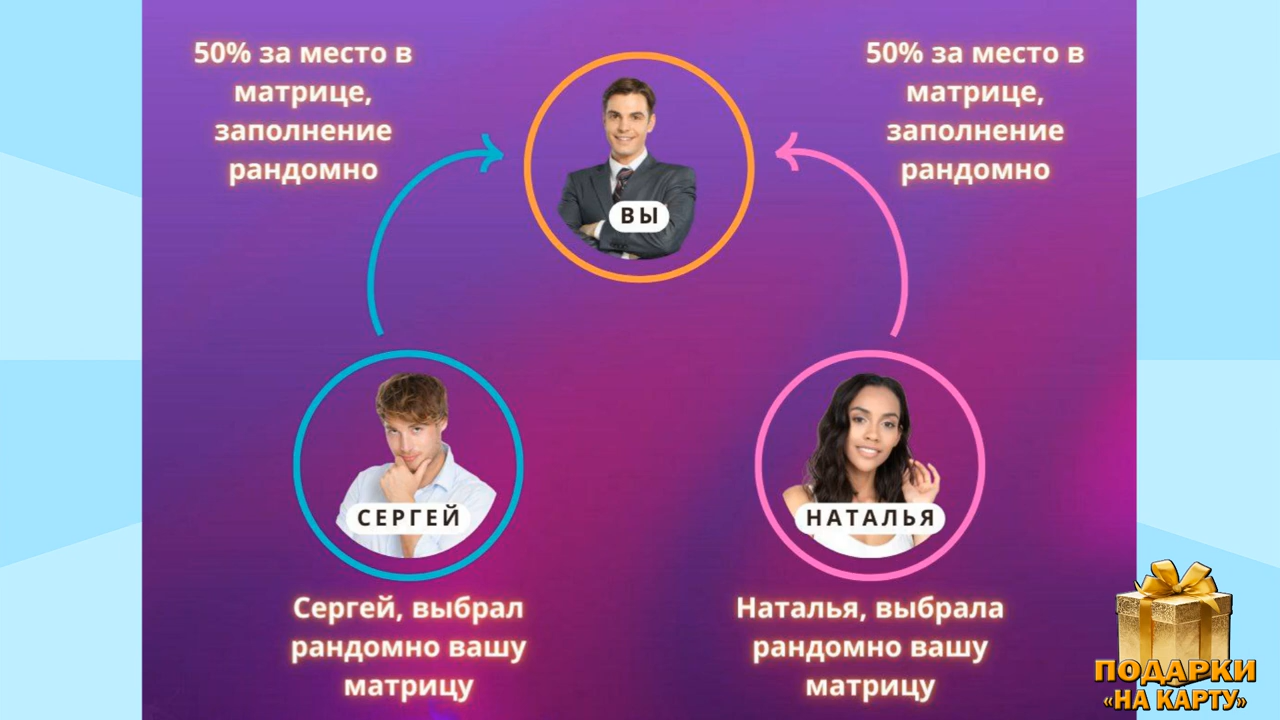 50% за место в
матрице,
заполнение
рандомно
50% за место в
матрице,
заполнение
рандомно
ВЫ
СЕРГЕЙ
НАТАЛЬЯ
Сергей, выбрал
рандомно вашу
матрицу
Наталья, выбрала
рандомно вашу
матрицу
ПОДАРКИ
«НА КАРТУ»